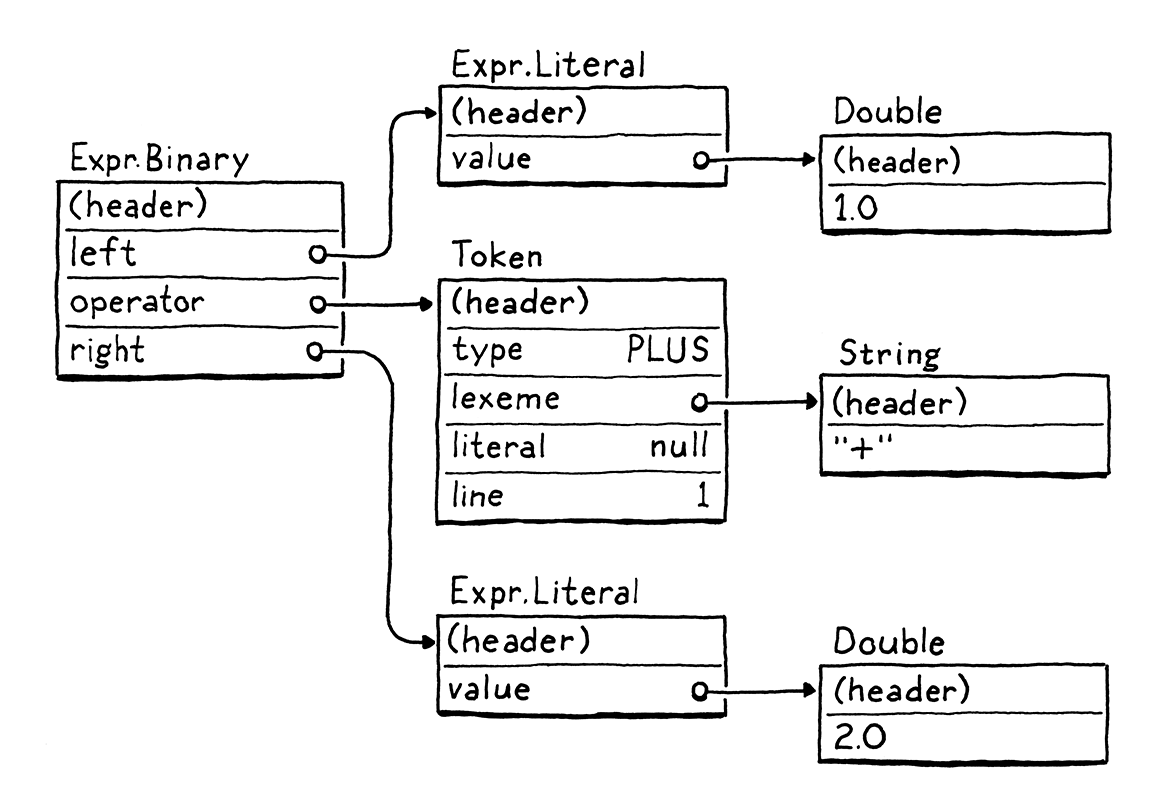 Expr.Binary
(header)
left
operator
right
Expr.Literal
(header)
value
Double
(header)
1.0
Token
(header)
type PLUS
lexeme
literal null
line 1
String
(header)
"+"
Expr.Literal
(header)
value
Double
(header)
2.0